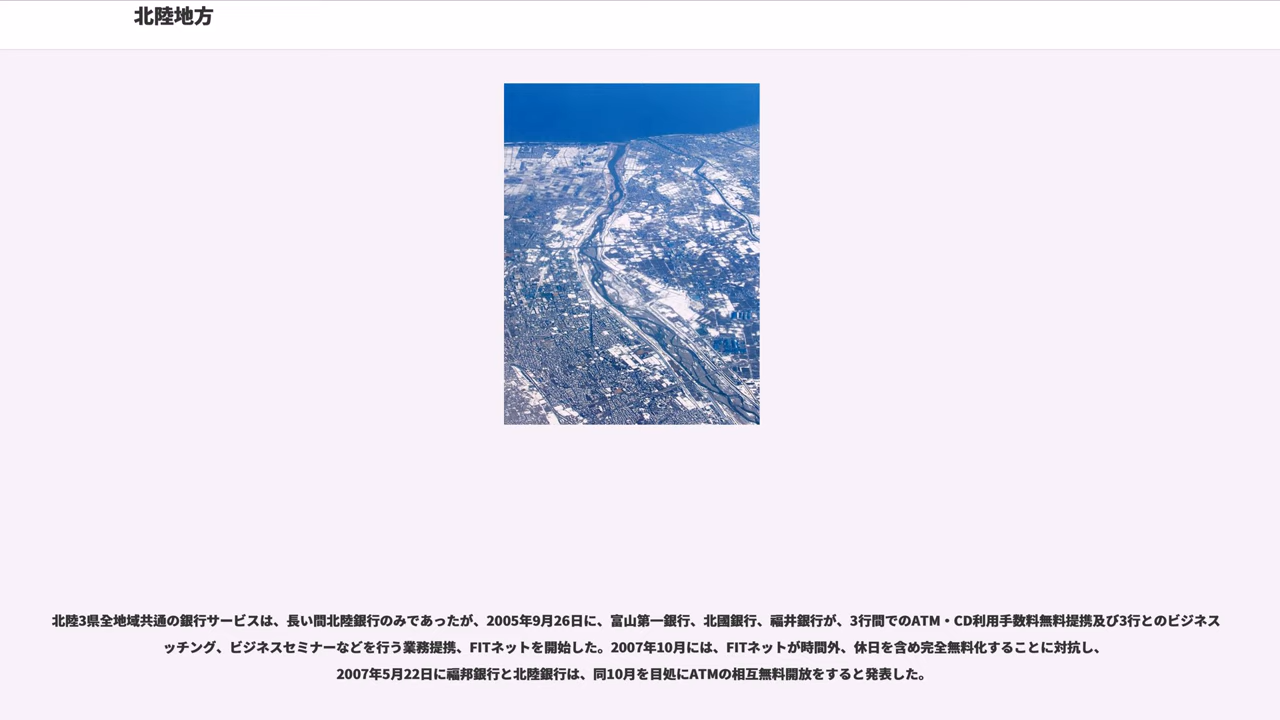 北陸地方
北陸3県全地域共通の銀行サービスは、長い間北陸銀行のみであったが、2005年9月26日に、富山第一銀行、北國銀行、福井銀行が、3行間でのATM・CD利用手数料無料提携及び3行とのビジネス
ッチング、ビジネスセミナーなどを行う業務提携、FITネットを開始した。2007年10月には、FITネットが時間外、休日を含め完全無料化することに対抗し、
2007年5月22日に福邦銀行と北陸銀行は、同10月を目処にATMの相互無料開放をすると発表した。